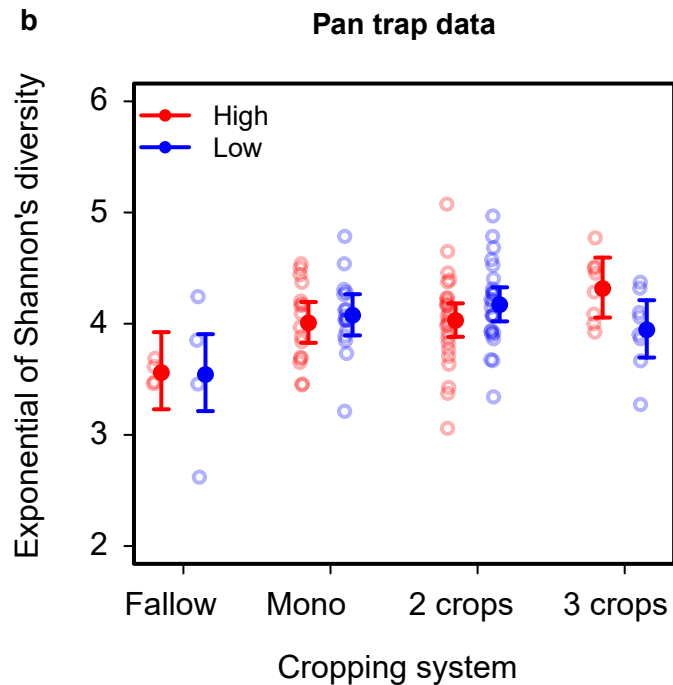 b
Pan trap data
Exponential of Shannon's diversity
6
5
4
3
2
High
Low
Fallow Mono 2 crops 3 crops
Cropping system